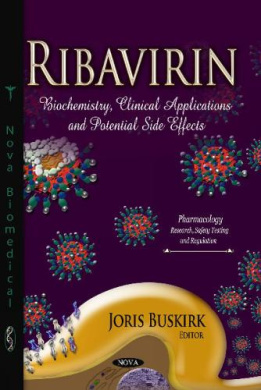 RIBAVIRIN
Biochemistry, Clinical Applications
and Potential Side Effects
Nova Biomedical
Pharmacology
Research, Safety Testing
and Regulation
JORIS BUSKIRK
EDITOR
NOVA